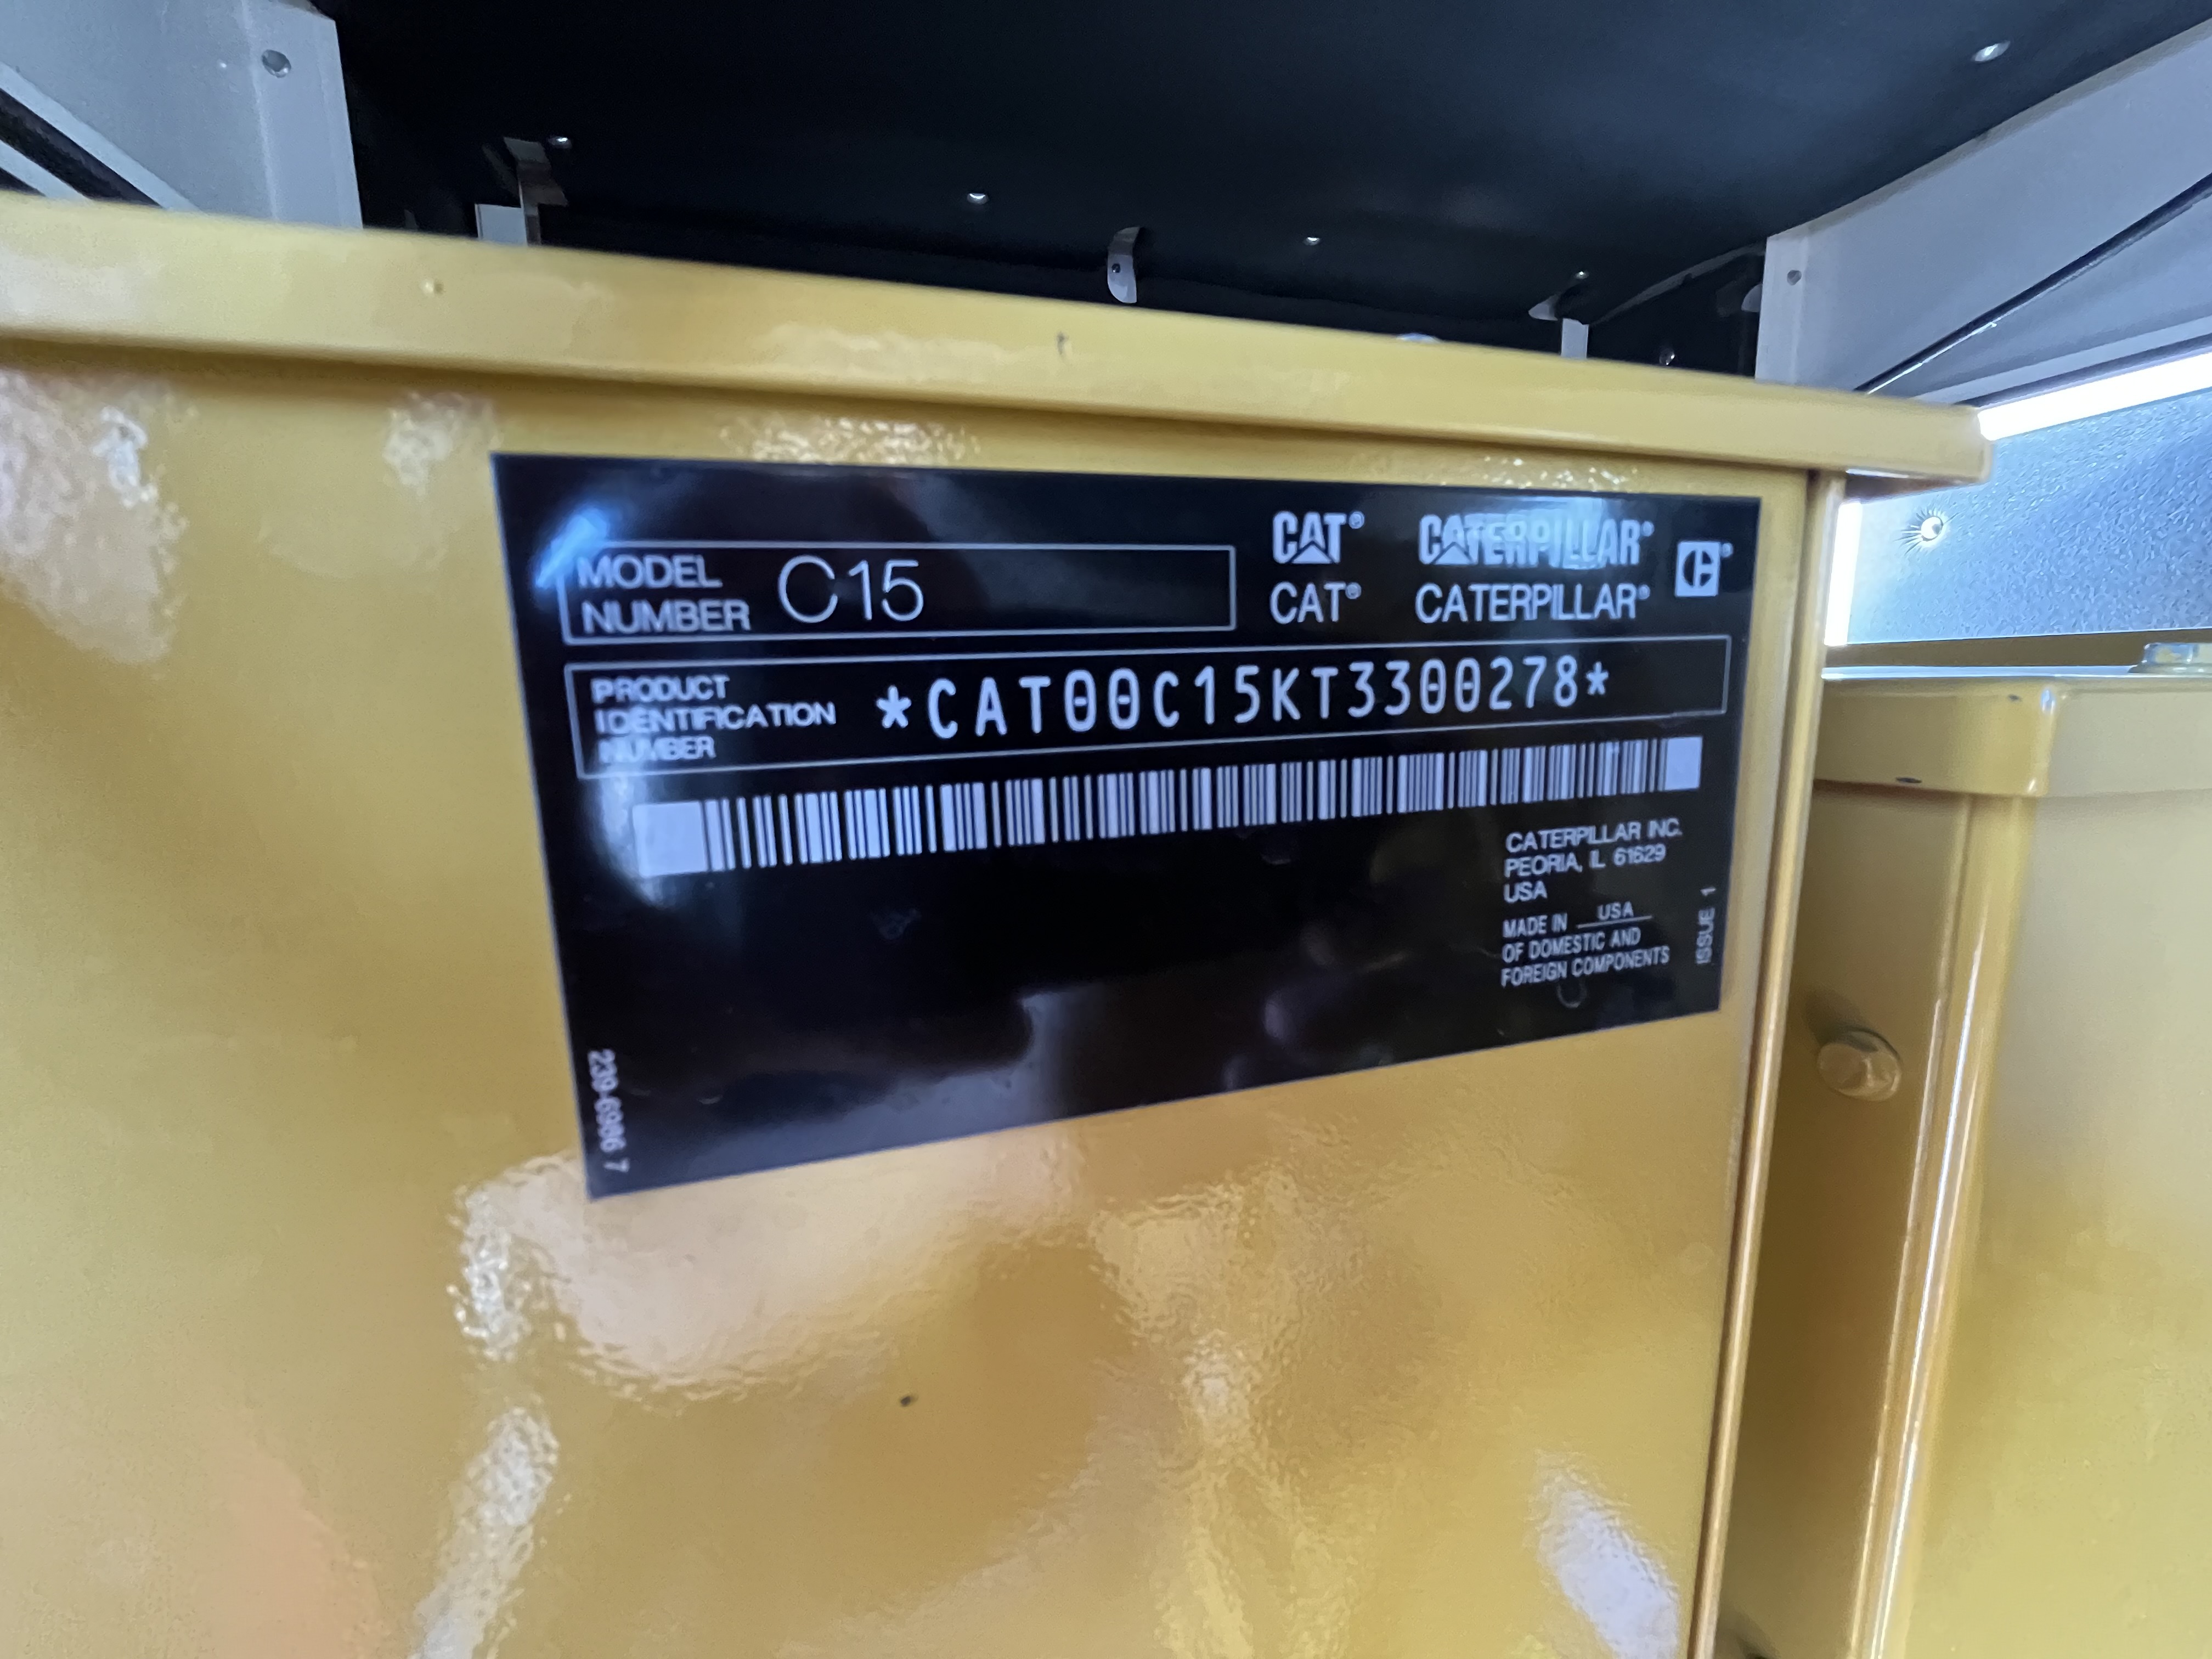 MODEL NUMBER C15
CAT® CATERPILLAR®
CAT® CATERPILLAR®
PRODUCT IDENTIFICATION NUMBER *CAT00C15KT3300278*
CATERPILLAR INC.
PEORIA, IL 61629
USA
MADE IN USA
OF DOMESTIC AND
FOREIGN COMPONENTS
ISSUE 1
239-6986 7